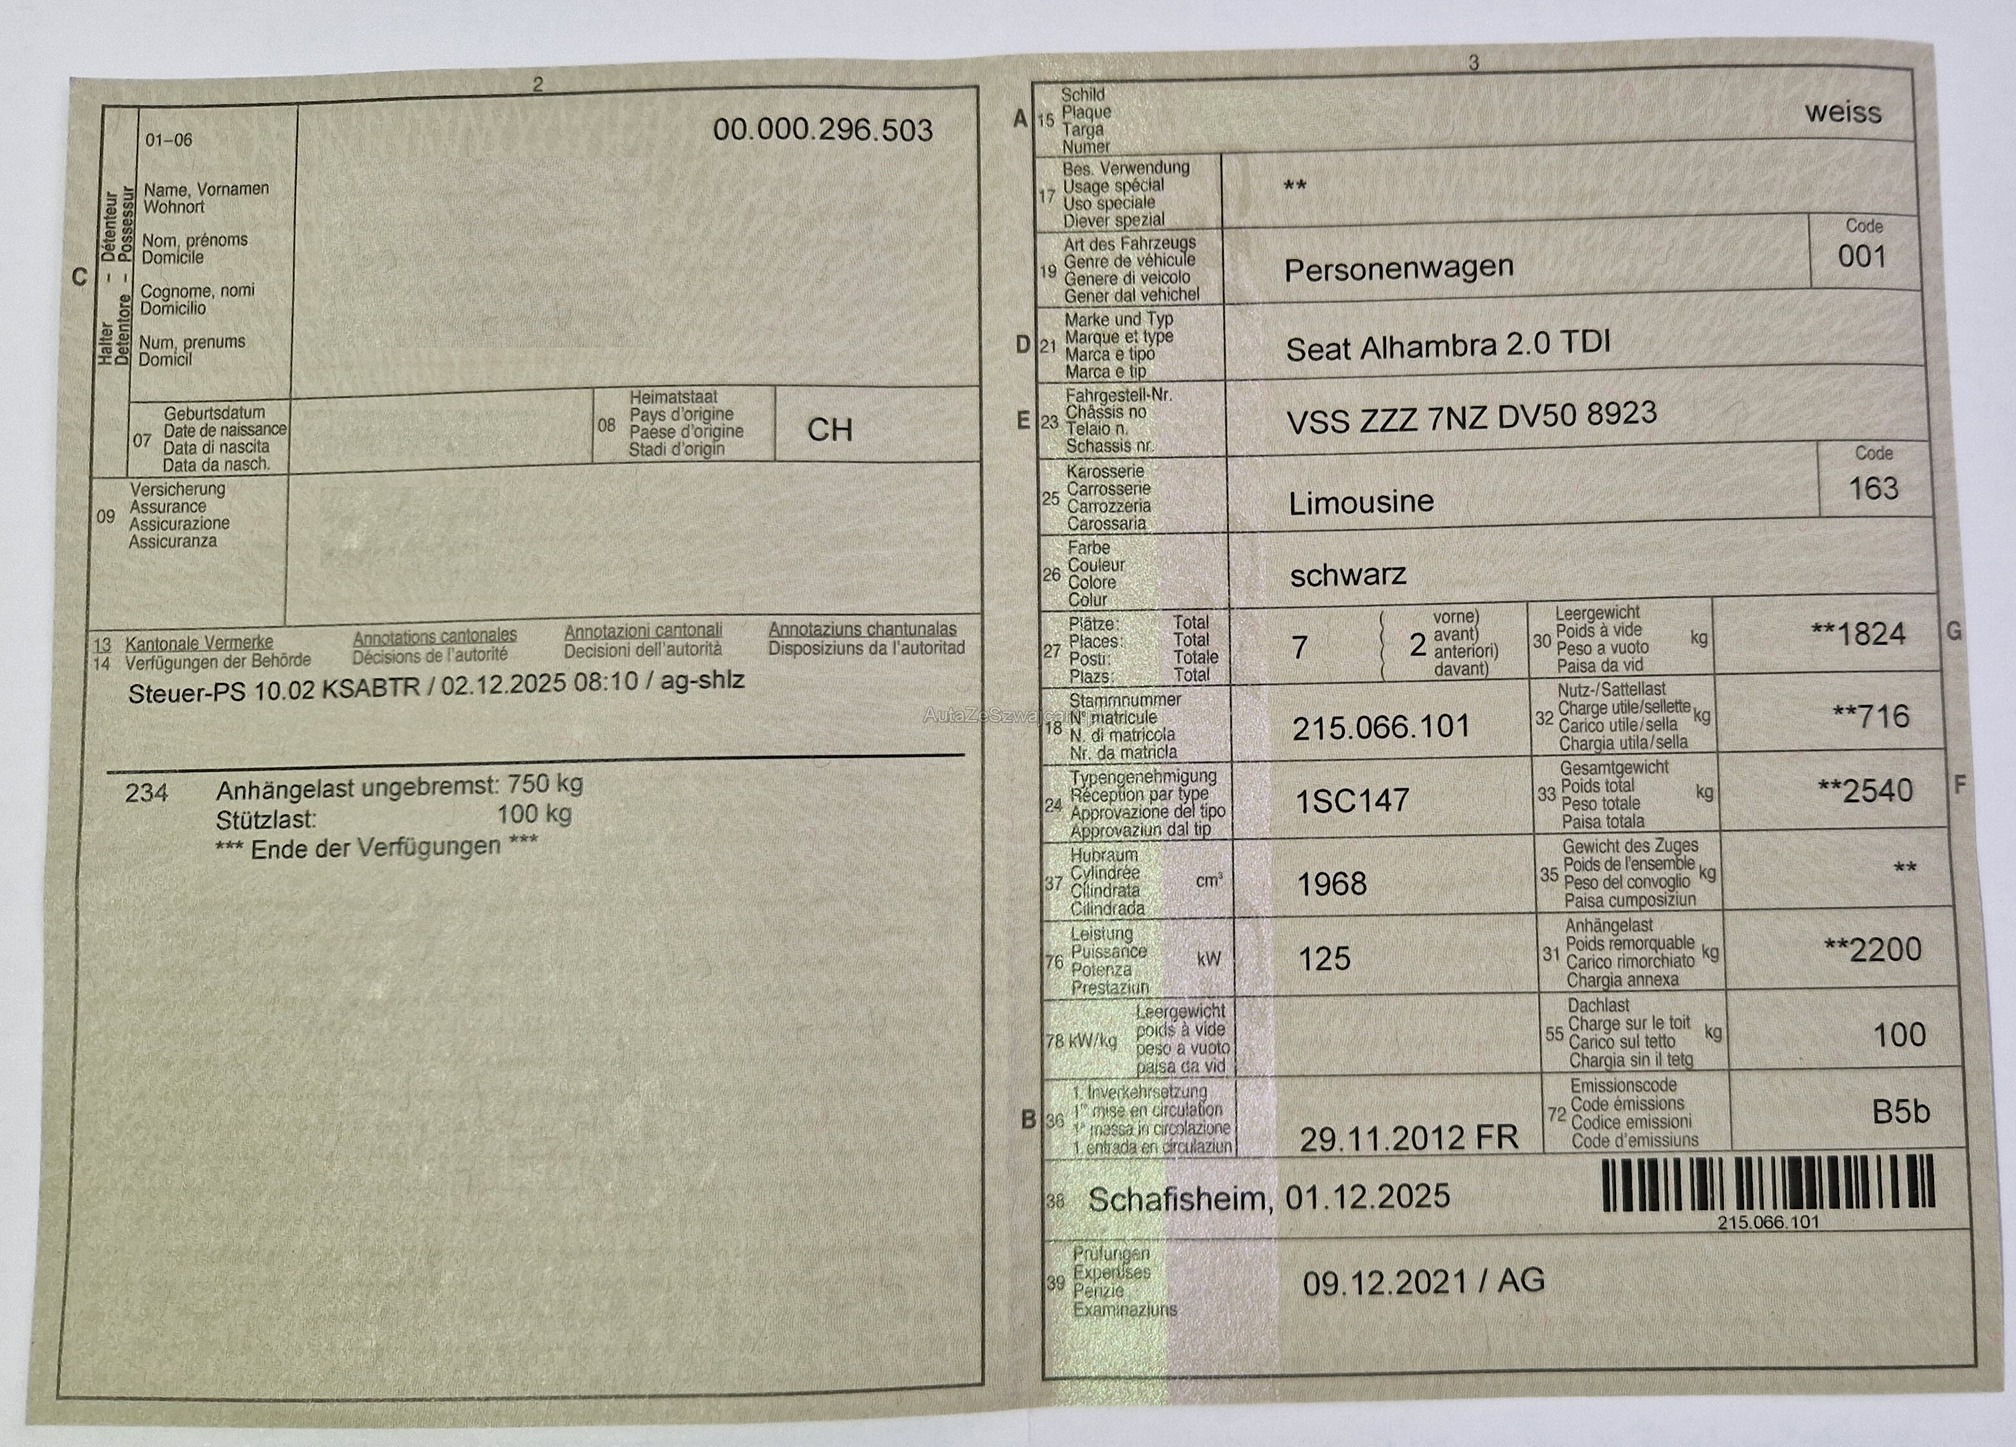 2
01–06
00.000.296.503
C
Halter – Détenteur
Detentore – Possessur
Name, Vornamen
Wohnort
Nom, prénoms
Domicile
Cognome, nomi
Domicilio
Num, prenums
Domicil
07
Geburtsdatum
Date de naissance
Data di nascita
Data da nasch.
08
Heimatstaat
Pays d'origine
Paese d'origine
Stadi d'origin
CH
09
Versicherung
Assurance
Assicurazione
Assicuranza
13 Kantonale Vermerke Annotations cantonales Annotazioni cantonali Annotaziuns chantunalas
14 Verfügungen der Behörde Décisions de l'autorité Decisioni dell'autorità Disposiziuns da l'autoritad
Steuer-PS 10.02 KSABTR / 02.12.2025 08:10 / ag-shlz
234 Anhängelast ungebremst: 750 kg
Stützlast: 100 kg
*** Ende der Verfügungen ***
3
A 15
Schild
Plaque
Targa
Numer
weiss
17
Bes. Verwendung
Usage spécial
Uso speciale
Diever spezial
**
19
Art des Fahrzeugs
Genre de véhicule
Genere di veicolo
Gener dal vehichel
Personenwagen
Code
001
D 21
Marke und Typ
Marque et type
Marca e tipo
Marca e tip
Seat Alhambra 2.0 TDI
E 23
Fahrgestell-Nr.
Châssis no
Telaio n.
Schassis nr.
VSS ZZZ 7NZ DV50 8923
25
Karosserie
Carrosserie
Carrozzeria
Carossaria
Limousine
Code
163
26
Farbe
Couleur
Colore
Colur
schwarz
27
Plätze: Total
Places: Total
Posti: Totale
Plazs: Total
7 ( 2
vorne)
avant)
anteriori)
davant)
30
Leergewicht
Poids à vide
Peso a vuoto
Paisa da vid
kg
**1824
G
18
Stammnummer
N° matricule
N. di matricola
Nr. da matricla
215.066.101
32
Nutz-/Sattellast
Charge utile/sellette
Carico utile/sella
Chargia utila/sella
kg
**716
24
Typengenehmigung
Réception par type
Approvazione del tipo
Approvaziun dal tip
1SC147
33
Gesamtgewicht
Poids total
Peso totale
Paisa totala
kg
**2540
F
37
Hubraum
Cylindrée
Cilindrata
Cilindrada
cm³
1968
35
Gewicht des Zuges
Poids de l'ensemble
Peso del convoglio
Paisa cumposiziun
kg
**
76
Leistung
Puissance
Potenza
Prestaziun
kW
125
31
Anhängelast
Poids remorquable
Carico rimorchiato
Chargia annexa
kg
**2200
78 kW/kg
Leergewicht
poids à vide
peso a vuoto
paisa da vid
55
Dachlast
Charge sur le toit
Carico sul tetto
Chargia sin il tetg
kg
100
B 36
1. Inverkehrsetzung
1re mise en circulation
1a messa in circolazione
1. entrada en circulaziun
29.11.2012 FR
72
Emissionscode
Code émissions
Codice emissioni
Code d'emissiuns
B5b
38 Schafisheim, 01.12.2025
215.066.101
39
Prüfungen
Expertises
Perizie
Examinaziuns
09.12.2021 / AG